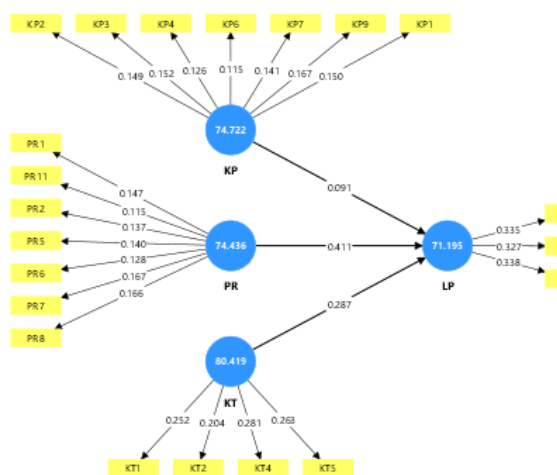 KP2 KP3 KP4 KP6 KP7 KP9 KP1
0.149 0.152 0.126 0.115 0.141 0.167 0.150
74.722
KP
PR1
PR11
PR2
PR5
PR6
PR7
PR8
0.147
0.115
0.137
0.140
0.128
0.167
0.166
74.436
PR
0.091
0.411
0.287
71.195
LP
0.335
0.327
0.338
80.419
KT
0.252 0.204 0.281 0.263
KT1 KT2 KT4 KT5